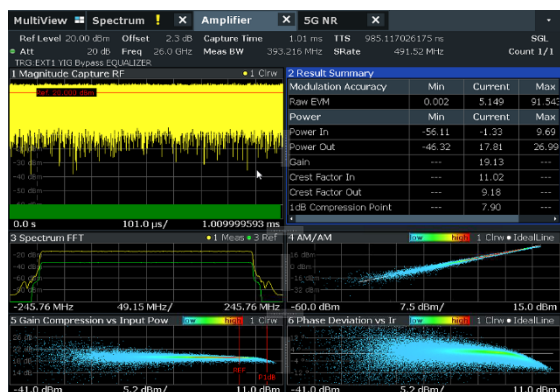 MultiView Spectrum ! X Amplifier X 5G NR X
Ref Level 20.00 dBm Offset 2.3 dB Capture Time 1.01 ms TTS 985.117026175 ns SGL
Att 20 dB Freq 26.0 GHz Meas BW 393.216 MHz SRate 491.52 MHz Count 1/1
TRG:EXT1 YIG Bypass EQUALIZER
1 Magnitude Capture RF 1 Clrw
Ref 20.000 dBm
-30 dBm
-40 dBm
0.0 s 101.0 µs/ 1.009999593 ms
2 Result Summary
Modulation Accuracy Min Current Max
Raw EVM 0.002 5.149 91.543
Power Min Current Max
Power In -56.11 -1.33 9.69
Power Out -46.32 17.81 26.99
Gain --- 19.13 ---
Crest Factor In --- 11.02 ---
Crest Factor Out --- 9.18 ---
1dB Compression Point --- 7.90 ---
3 Spectrum FFT 1 Meas 3 Ref
-245.76 MHz 49.15 MHz/ 245.76 MHz
4 AM/AM low high 1 Clrw IdealLine
-60.0 dBm 7.5 dBm/ 15.0 dBm
5 Gain Compression vs Input Pow low high 1 Clrw
-41.0 dBm 5.2 dBm/ 11.0 dBm
6 Phase Deviation vs Ir low high 1 Clrw IdealLine
-41.0 dBm 5.2 dBm/ 11.0 dBm